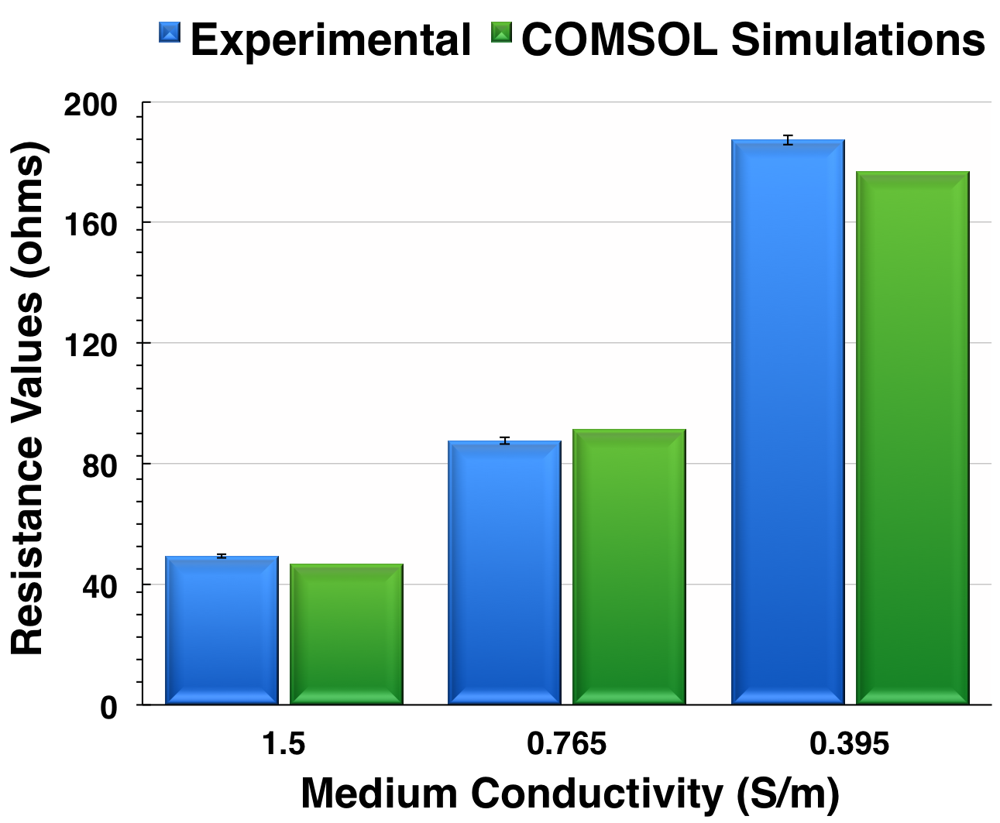 Experimental COMSOL Simulations
200
160
120
80
40
0
Resistance Values (ohms)
1.5 0.765 0.395
Medium Conductivity (S/m)